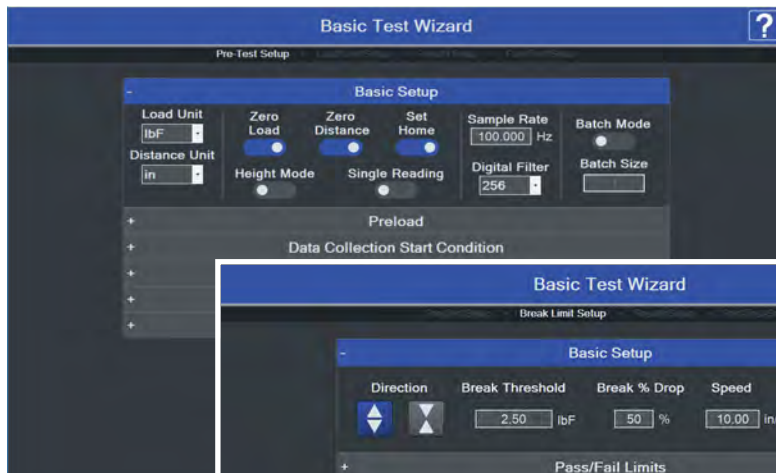 Basic Test Wizard
?
Pre-Test Setup
- Basic Setup
Load Unit Zero Load Zero Distance Set Home Sample Rate Batch Mode
lbF 100.000 Hz
Distance Unit Height Mode Single Reading Digital Filter Batch Size
in 256
+ Preload
+ Data Collection Start Condition
+
+
+
Basic Test Wizard
Break Limit Setup
- Basic Setup
Direction Break Threshold Break % Drop Speed
2.50 lbF 50 % 10.00 in
+ Pass/Fail Limits